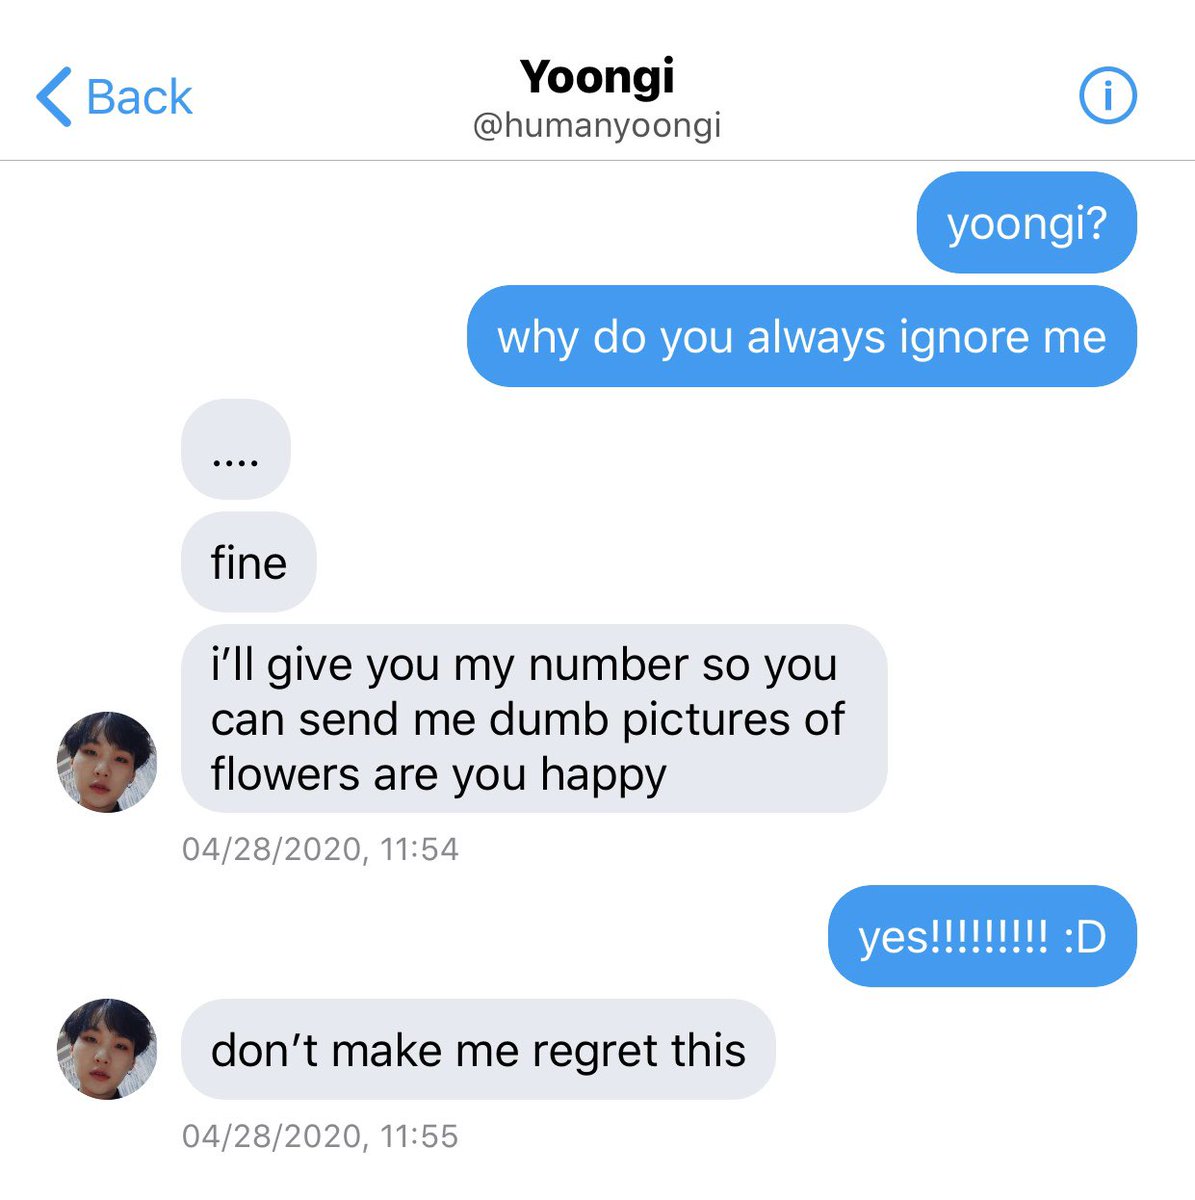 Back
Yoongi
@humanyoongi
yoongi?
why do you always ignore me
....
fine
i’ll give you my number so you
can send me dumb pictures of
flowers are you happy
04/28/2020, 11:54
yes!!!!!!!!! :D
don’t make me regret this
04/28/2020, 11:55